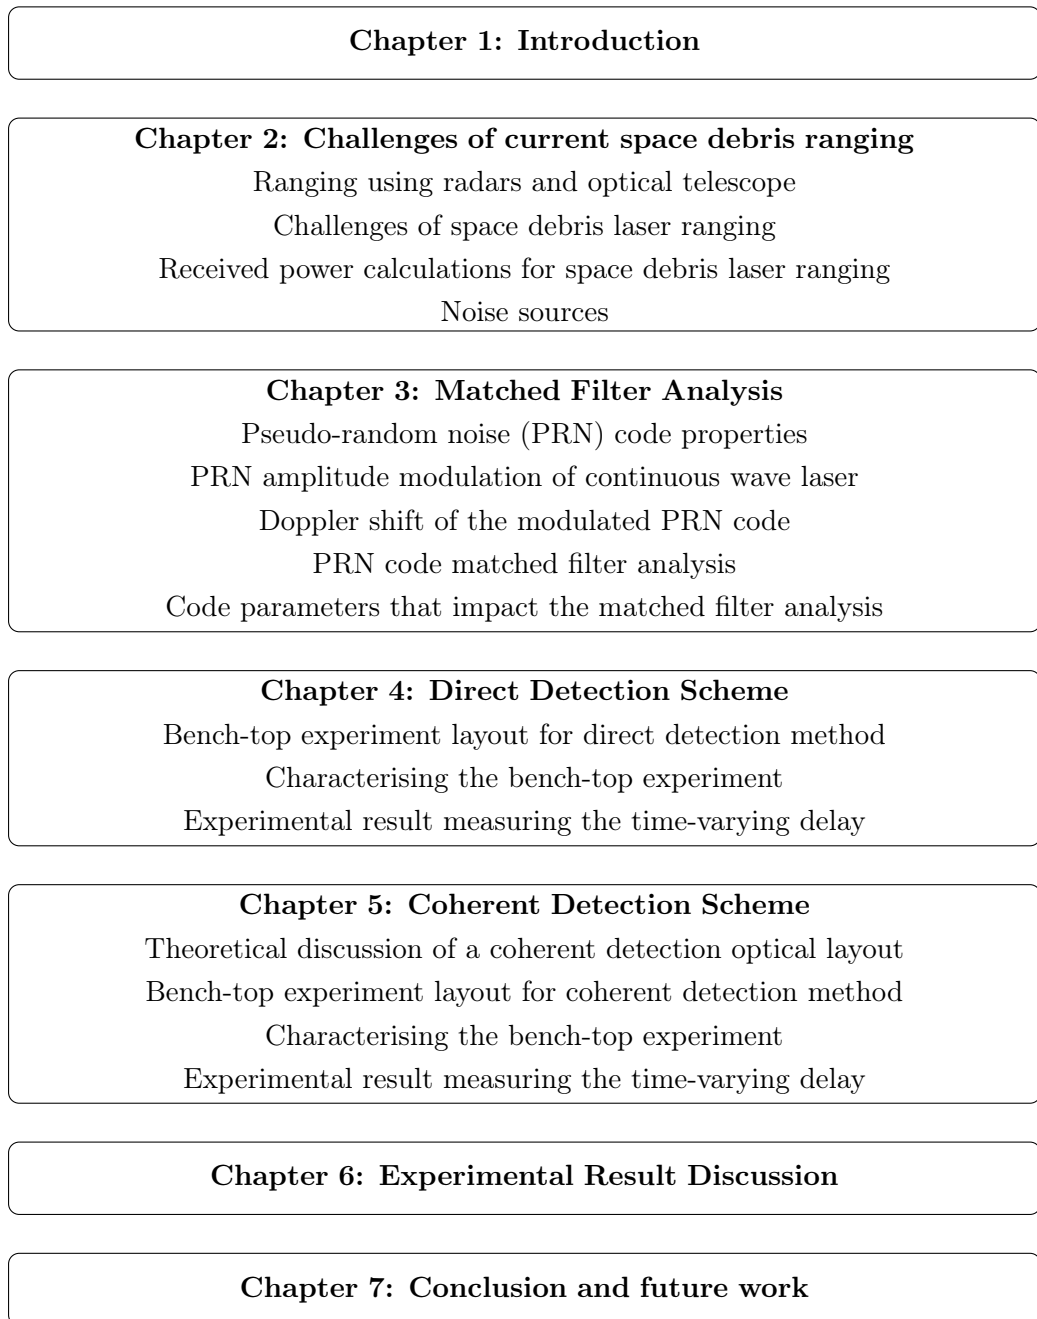 Chapter 1: Introduction
Chapter 2: Challenges of current space debris ranging
Ranging using radars and optical telescope
Challenges of space debris laser ranging
Received power calculations for space debris laser ranging
Noise sources
Chapter 3: Matched Filter Analysis
Pseudo-random noise (PRN) code properties
PRN amplitude modulation of continuous wave laser
Doppler shift of the modulated PRN code
PRN code matched filter analysis
Code parameters that impact the matched filter analysis
Chapter 4: Direct Detection Scheme
Bench-top experiment layout for direct detection method
Characterising the bench-top experiment
Experimental result measuring the time-varying delay
Chapter 5: Coherent Detection Scheme
Theoretical discussion of a coherent detection optical layout
Bench-top experiment layout for coherent detection method
Characterising the bench-top experiment
Experimental result measuring the time-varying delay
Chapter 6: Experimental Result Discussion
Chapter 7: Conclusion and future work